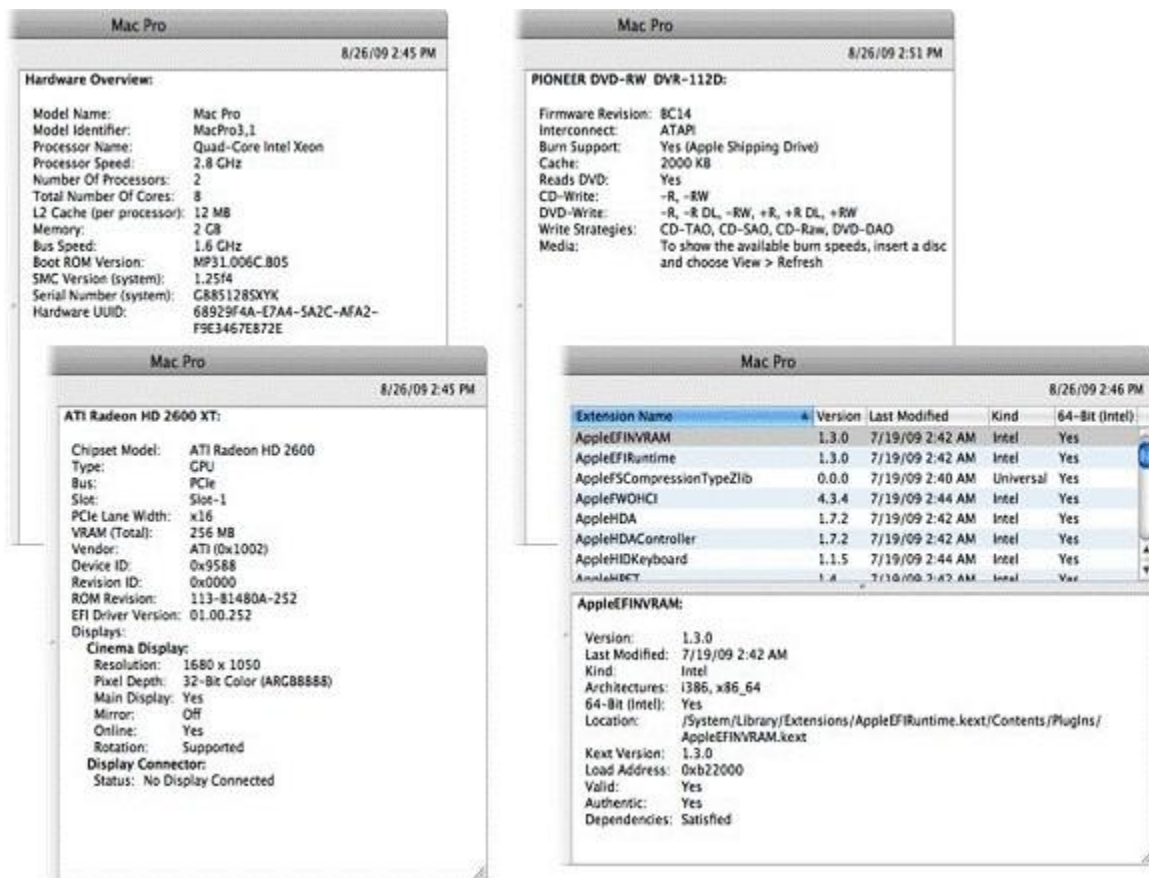 Mac Pro
8/26/09 2:45 PM
Hardware Overview:
Model Name: Mac Pro
Model Identifier: MacPro3,1
Processor Name: Quad-Core Intel Xeon
Processor Speed: 2.8 GHz
Number Of Processors: 2
Total Number Of Cores: 8
L2 Cache (per processor): 12 MB
Memory: 2 GB
Bus Speed: 1.6 GHz
Boot ROM Version: MP31.006C.B05
SMC Version (system): 1.25f4
Serial Number (system): G88512BSXYK
Hardware UUID: 68929F4A-E7A4-5A2C-AFA2-
F9E3467E872E
Mac Pro
8/26/09 2:51 PM
PIONEER DVD-RW DVR-112D:
Firmware Revision: BC14
Interconnect: ATAPI
Burn Support: Yes (Apple Shipping Drive)
Cache: 2000 KB
Reads DVD: Yes
CD-Write: -R, -RW
DVD-Write: -R, -R DL, -RW, +R, +R DL, +RW
Write Strategies: CD-TAO, CD-SAO, CD-Raw, DVD-DAO
Media: To show the available burn speeds, insert a disc
and choose View > Refresh
Mac Pro
8/26/09 2:45 PM
ATI Radeon HD 2600 XT:
Chipset Model: ATI Radeon HD 2600
Type: GPU
Bus: PCIe
Slot: Slot-1
PCIe Lane Width: x16
VRAM (Total): 256 MB
Vendor: ATI (0x1002)
Device ID: 0x9588
Revision ID: 0x0000
ROM Revision: 113-B1480A-252
EFI Driver Version: 01.00.252
Displays:
Cinema Display:
Resolution: 1680 x 1050
Pixel Depth: 32-Bit Color (ARGB8888)
Main Display: Yes
Mirror: Off
Online: Yes
Rotation: Supported
Display Connector:
Status: No Display Connected
Mac Pro
8/26/09 2:46 PM
Extension Name Version Last Modified Kind 64-Bit (Intel)
AppleEFINVRAM 1.3.0 7/19/09 2:42 AM Intel Yes
AppleEFIRuntime 1.3.0 7/19/09 2:42 AM Intel Yes
AppleFSCompressionTypeZlib 0.0.0 7/19/09 2:40 AM Universal Yes
AppleFWOHCI 4.3.4 7/19/09 2:44 AM Intel Yes
AppleHDA 1.7.2 7/19/09 2:42 AM Intel Yes
AppleHDAController 1.7.2 7/19/09 2:42 AM Intel Yes
AppleHIDKeyboard 1.1.5 7/19/09 2:44 AM Intel Yes
AppleHPET 1.4 7/19/09 2:42 AM Intel Yes
AppleEFINVRAM:
Version: 1.3.0
Last Modified: 7/19/09 2:42 AM
Kind: Intel
Architectures: i386, x86_64
64-Bit (Intel): Yes
Location: /System/Library/Extensions/AppleEFIRuntime.kext/Contents/PlugIns/
AppleEFINVRAM.kext
Kext Version: 1.3.0
Load Address: 0xb22000
Valid: Yes
Authentic: Yes
Dependencies: Satisfied